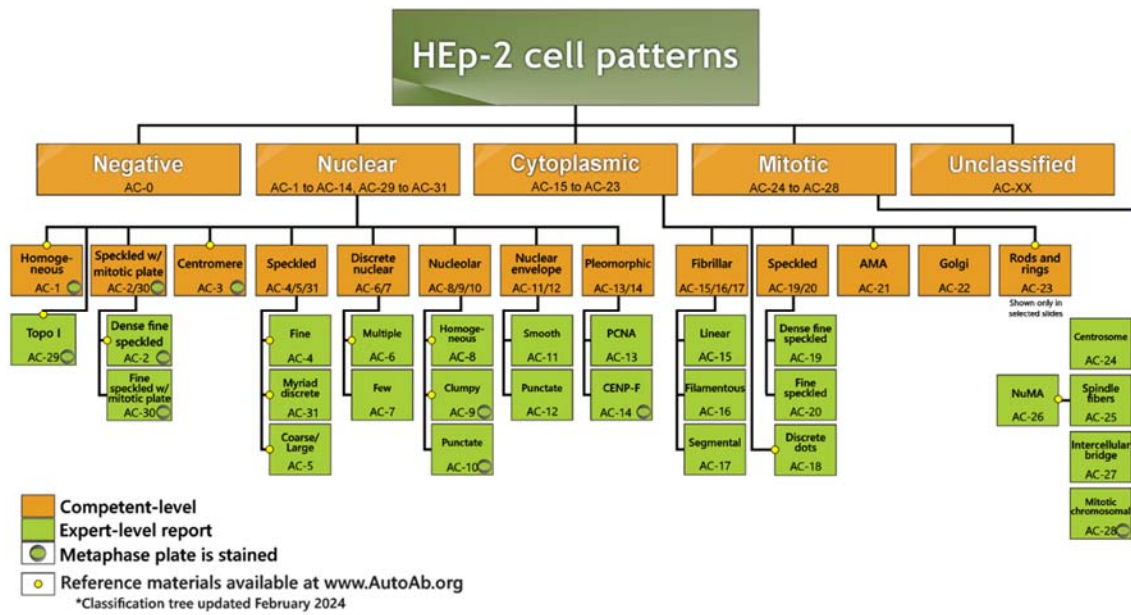 HEp-2 cell patterns
Negative
AC-0
Nuclear
AC-1 to AC-14, AC-29 to AC-31
Cytoplasmic
AC-15 to AC-23
Mitotic
AC-24 to AC-28
Unclassified
AC-XX
Homoge-
neous
AC-1
Speckled w/
mitotic plate
AC-2/30
Centromere
AC-3
Speckled
AC-4/5/31
Discrete
nuclear
AC-6/7
Nucleolar
AC-8/9/10
Nuclear
envelope
AC-11/12
Pleomorphic
AC-13/14
Fibrillar
AC-15/16/17
Speckled
AC-19/20
AMA
AC-21
Golgi
AC-22
Rods and
rings
AC-23
Shown only in
selected slides
Topo I
AC-29
Dense fine
speckled
AC-2
Fine
speckled w/
mitotic plate
AC-30
Fine
AC-4
Myriad
discrete
AC-31
Coarse/
Large
AC-5
Multiple
AC-6
Few
AC-7
Homoge-
neous
AC-8
Clumpy
AC-9
Punctate
AC-10
Smooth
AC-11
Punctate
AC-12
PCNA
AC-13
CENP-F
AC-14
Linear
AC-15
Filamentous
AC-16
Segmental
AC-17
Dense fine
speckled
AC-19
Fine
speckled
AC-20
Discrete
dots
AC-18
Centrosome
AC-24
NuMA
AC-26
Spindle
fibers
AC-25
Intercellular
bridge
AC-27
Mitotic
chromosomal
AC-28
Competent-level
Expert-level report
Metaphase plate is stained
Reference materials available at www.AutoAb.org
*Classification tree updated February 2024